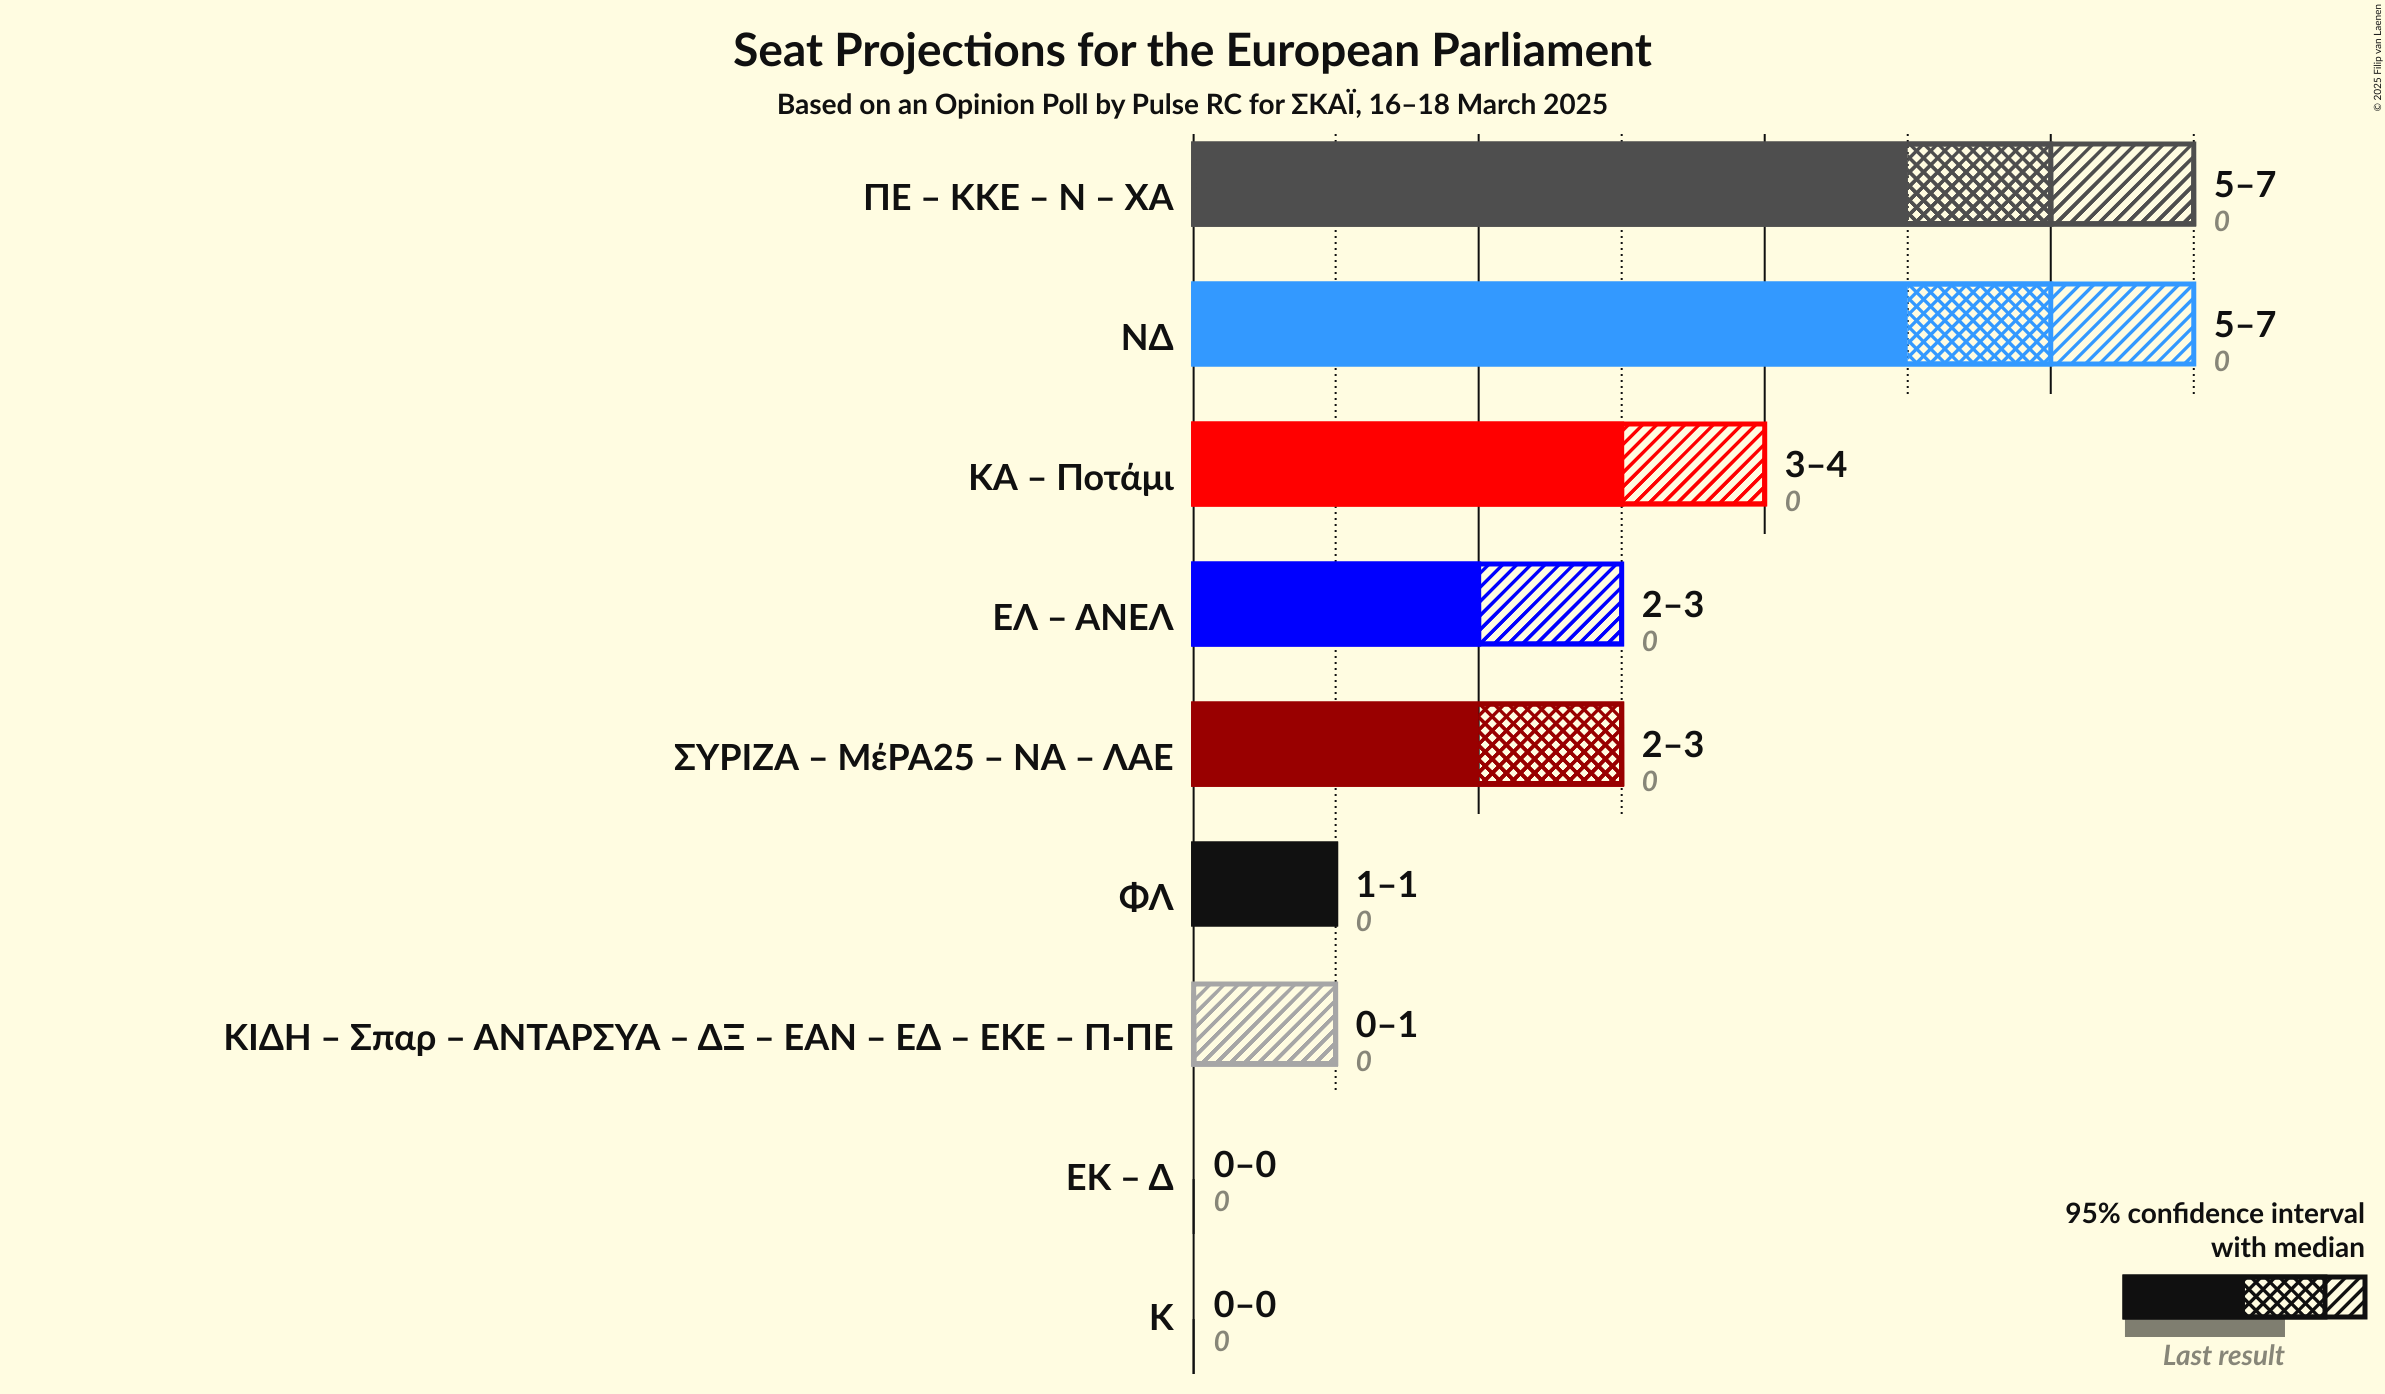 Seat Projections for the European Parliament
Based on an Opinion Poll by Pulse RC for ΣΚΑΪ, 16–18 March 2025
© 2025 Filip van Laenen
ΠΕ – ΚΚΕ – Ν – ΧΑ
5–7
0
ΝΔ
5–7
0
ΚΑ – Ποτάμι
3–4
0
ΕΛ – ΑΝΕΛ
2–3
0
ΣΥΡΙΖΑ – ΜέΡΑ25 – ΝΑ – ΛΑΕ
2–3
0
ΦΛ
1–1
0
ΚΙΔΗ – Σπαρ – ΑΝΤΑΡΣΥΑ – ΔΞ – ΕΑΝ – ΕΔ – ΕΚΕ – Π-ΠΕ
0–1
0
ΕΚ – Δ
0–0
0
Κ
0–0
0
95% confidence interval
with median
Last result